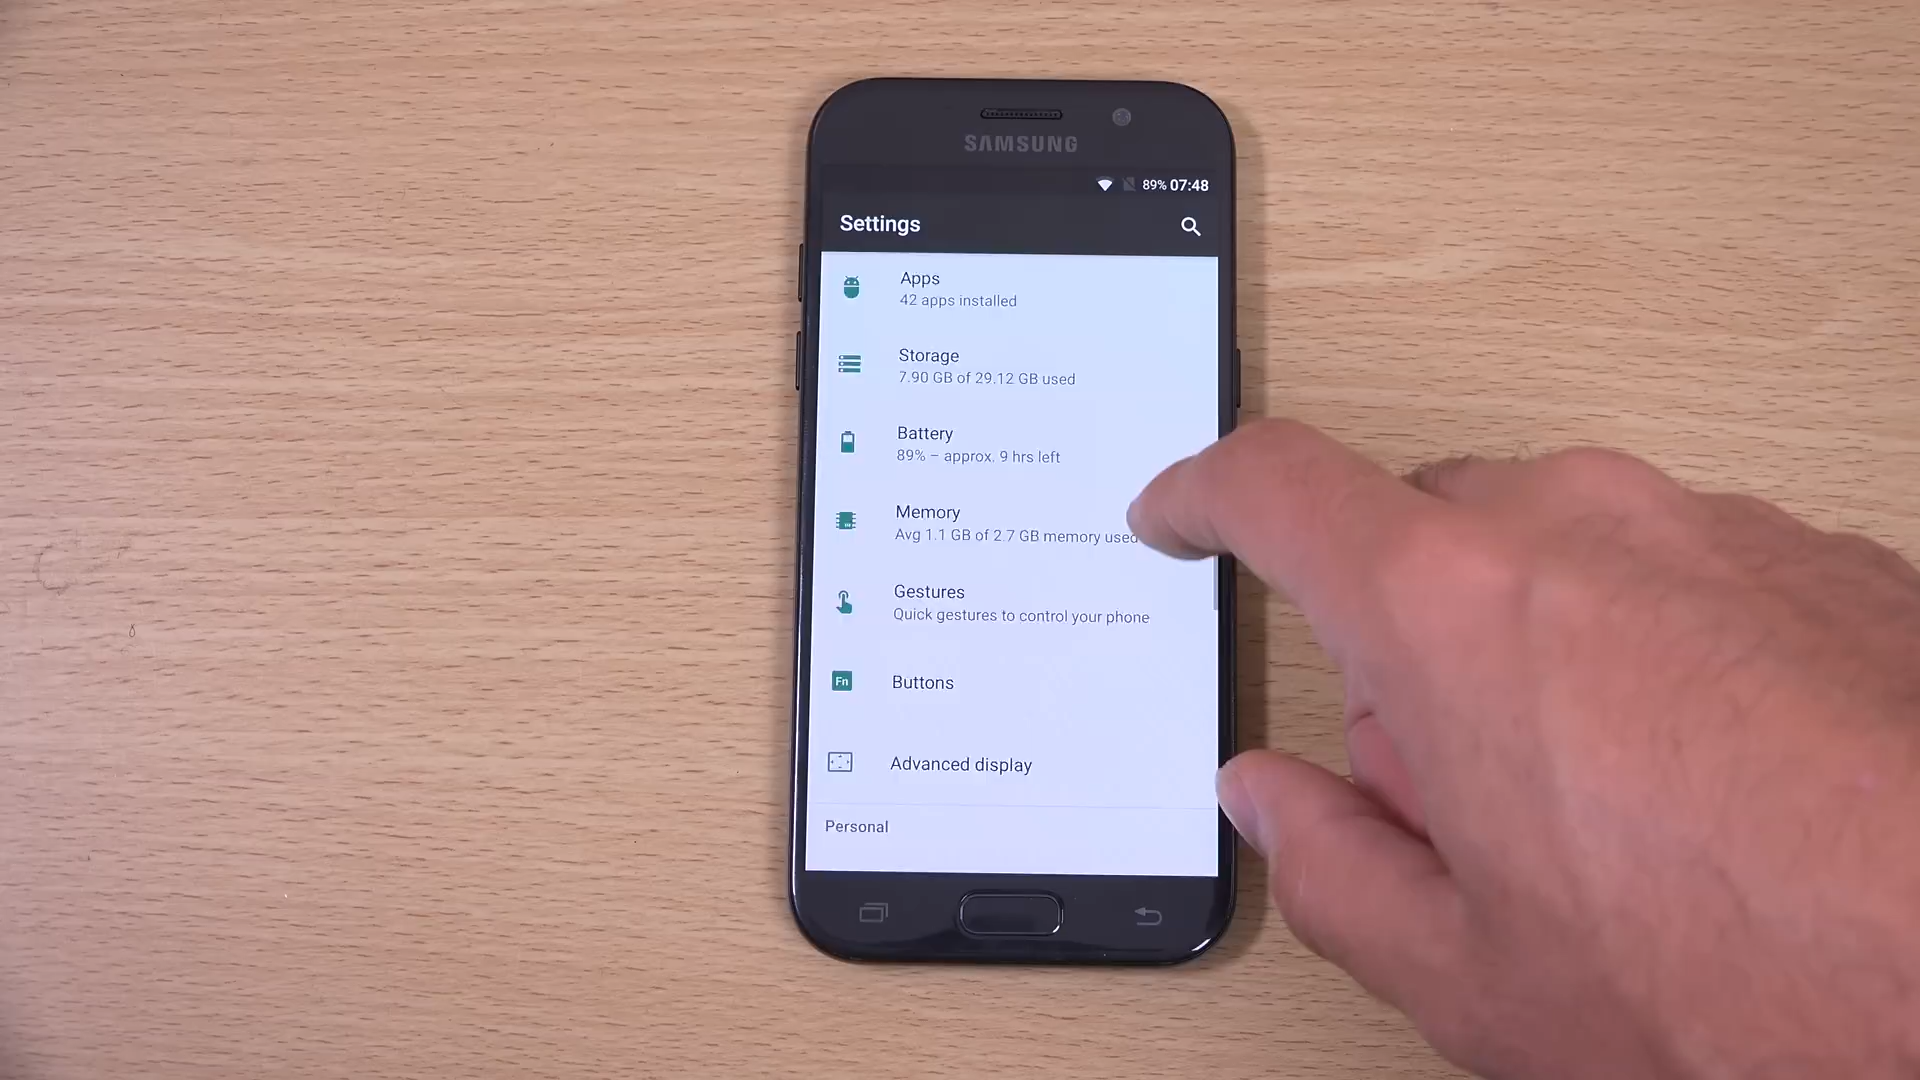 SAMSUNG
89% 07:48
Settings
Apps
42 apps installed
Storage
7.90 GB of 29.12 GB used
Battery
89% – approx. 9 hrs left
Memory
Avg 1.1 GB of 2.7 GB memory used
Gestures
Quick gestures to control your phone
Fn
Buttons
Advanced display
Personal